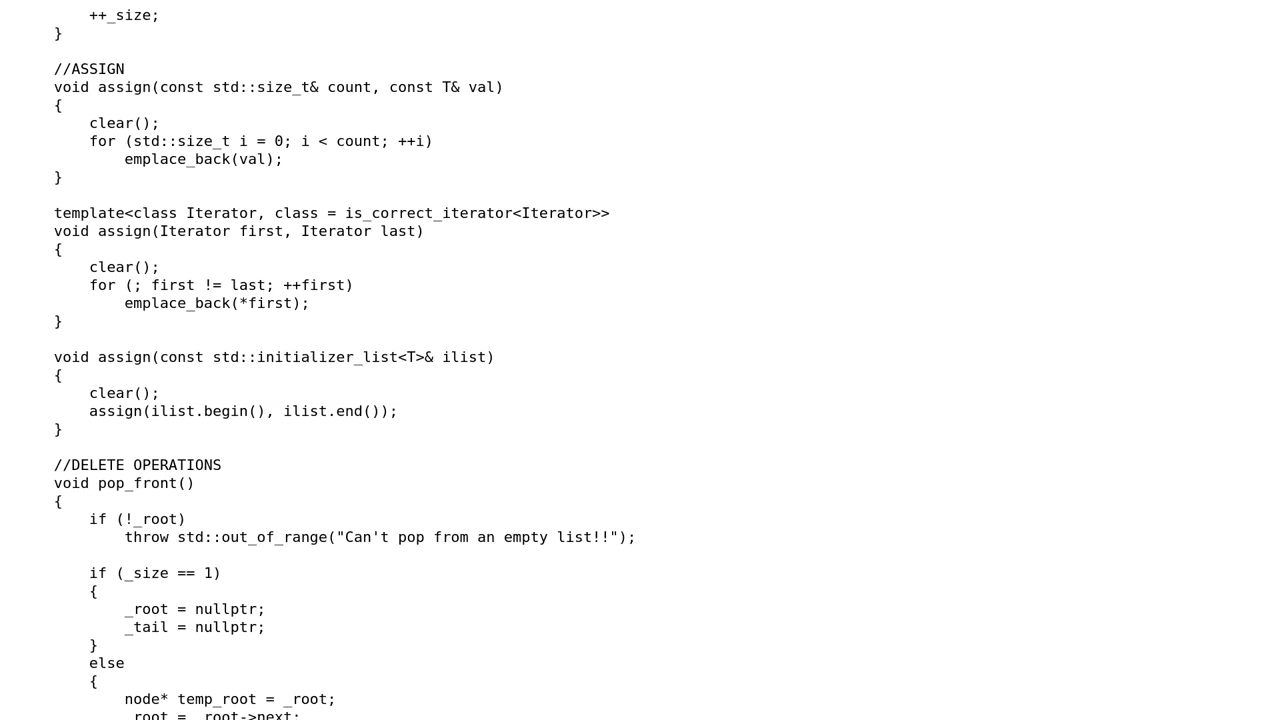 ++_size;
}
//ASSIGN
void assign(const std::size_t& count, const T& val)
{
clear();
for (std::size_t i = 0; i < count; ++i)
emplace_back(val);
}
template<class Iterator, class = is_correct_iterator<Iterator>>
void assign(Iterator first, Iterator last)
{
clear();
for (; first != last; ++first)
emplace_back(*first);
}
void assign(const std::initializer_list<T>& ilist)
{
clear();
assign(ilist.begin(), ilist.end());
}
//DELETE OPERATIONS
void pop_front()
{
if (!_root)
throw std::out_of_range("Can't pop from an empty list!!");
if (_size == 1)
{
_root = nullptr;
_tail = nullptr;
}
else
{
node* temp_root = _root;
_root = _root->next;